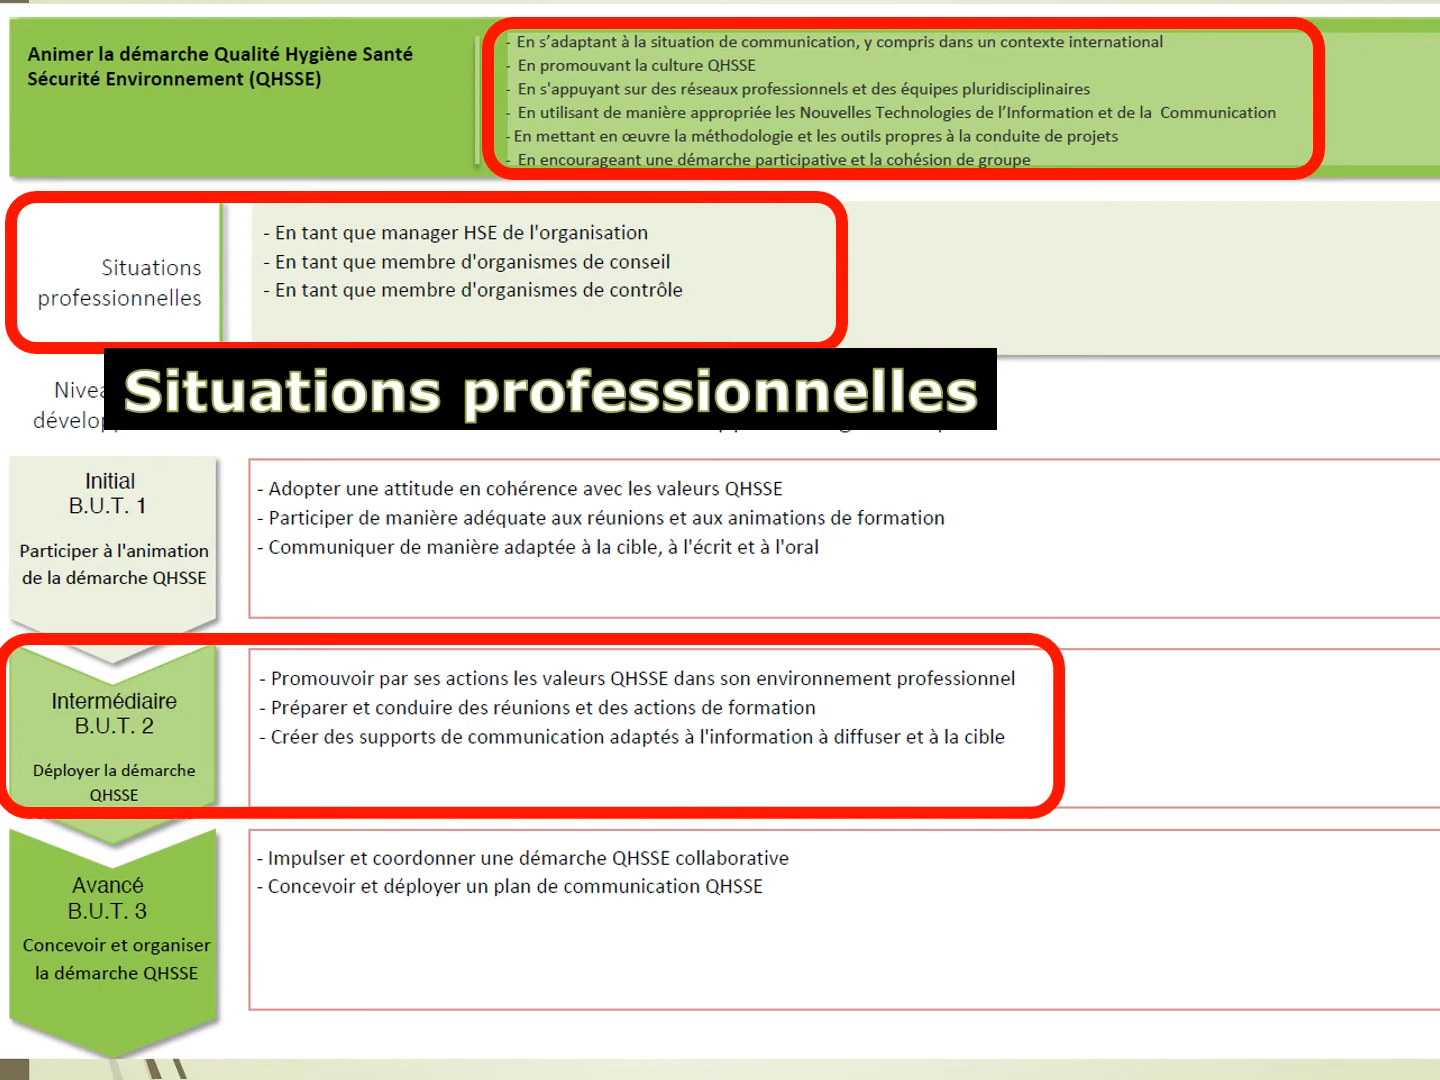 Animer la démarche Qualité Hygiène Santé
Sécurité Environnement (QHSSE)
- En s’adaptant à la situation de communication, y compris dans un contexte international
- En promouvant la culture QHSSE
- En s'appuyant sur des réseaux professionnels et des équipes pluridisciplinaires
- En utilisant de manière appropriée les Nouvelles Technologies de l’Information et de la Communication
- En mettant en œuvre la méthodologie et les outils propres à la conduite de projets
- En encourageant une démarche participative et la cohésion de groupe
Situations
professionnelles
- En tant que manager HSE de l'organisation
- En tant que membre d'organismes de conseil
- En tant que membre d'organismes de contrôle
Situations professionnelles
Initial
B.U.T. 1
Participer à l'animation
de la démarche QHSSE
- Adopter une attitude en cohérence avec les valeurs QHSSE
- Participer de manière adéquate aux réunions et aux animations de formation
- Communiquer de manière adaptée à la cible, à l'écrit et à l'oral
Intermédiaire
B.U.T. 2
Déployer la démarche
QHSSE
- Promouvoir par ses actions les valeurs QHSSE dans son environnement professionnel
- Préparer et conduire des réunions et des actions de formation
- Créer des supports de communication adaptés à l'information à diffuser et à la cible
Avancé
B.U.T. 3
Concevoir et organiser
la démarche QHSSE
- Impulser et coordonner une démarche QHSSE collaborative
- Concevoir et déployer un plan de communication QHSSE